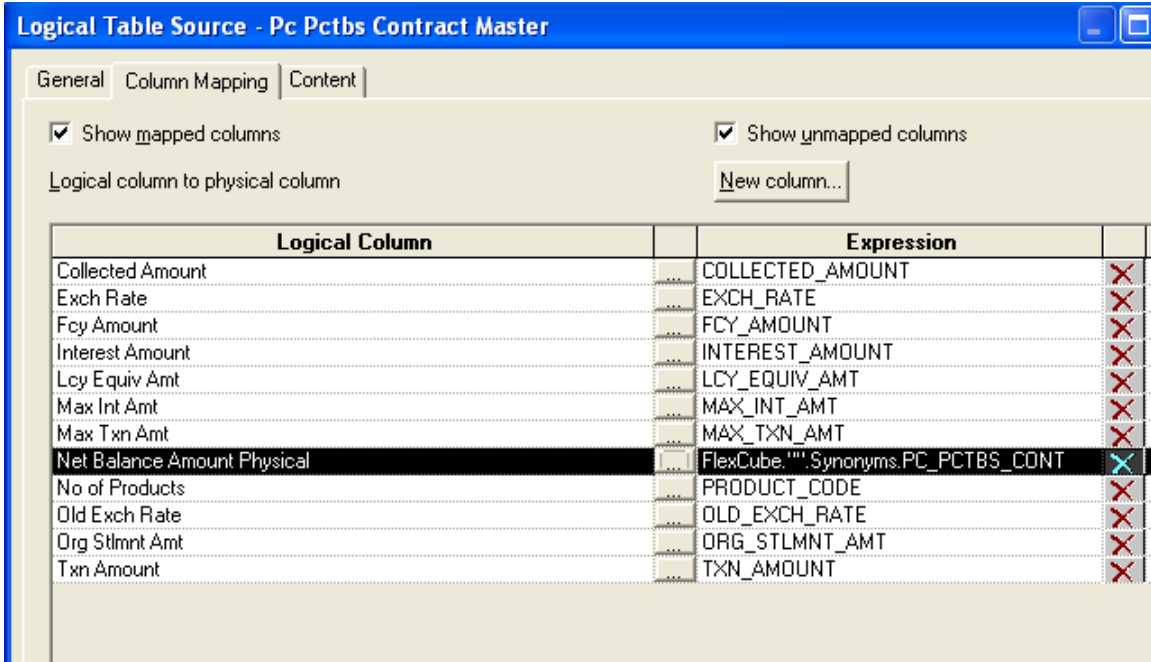 Logical Table Source - Pc Pctbs Contract Master
General Column Mapping Content
Show mapped columns Show unmapped columns
Logical column to physical column New column...
Logical Column Expression
Collected Amount ... COLLECTED_AMOUNT
Exch Rate ... EXCH_RATE
Fcy Amount ... FCY_AMOUNT
Interest Amount ... INTEREST_AMOUNT
Lcy Equiv Amt ... LCY_EQUIV_AMT
Max Int Amt ... MAX_INT_AMT
Max Txn Amt ... MAX_TXN_AMT
Net Balance Amount Physical ... FlexCube."".Synonyms.PC_PCTBS_CONT
No of Products ... PRODUCT_CODE
Old Exch Rate ... OLD_EXCH_RATE
Org Stlmnt Amt ... ORG_STLMNT_AMT
Txn Amount ... TXN_AMOUNT